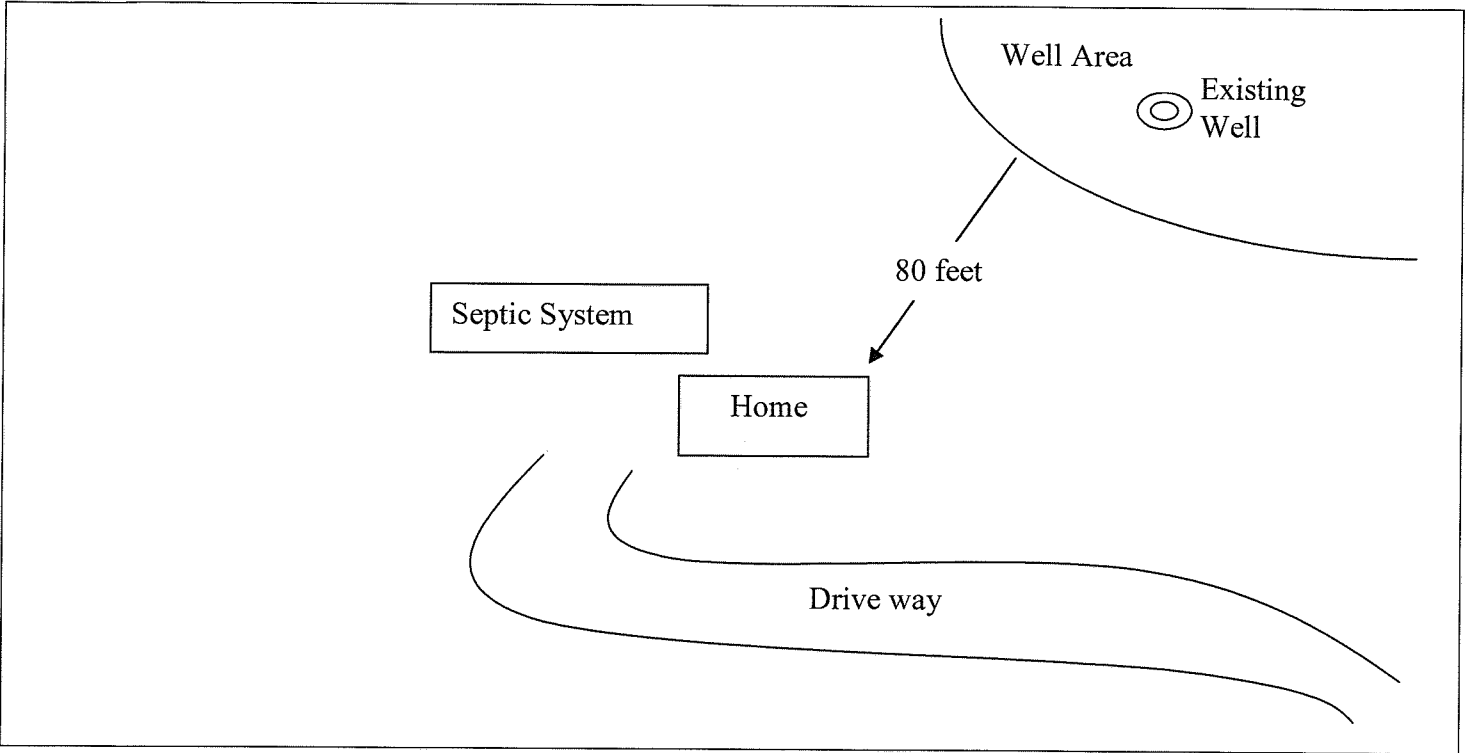 Well Area
Existing
Well
80 feet
Septic System
Home
Drive way